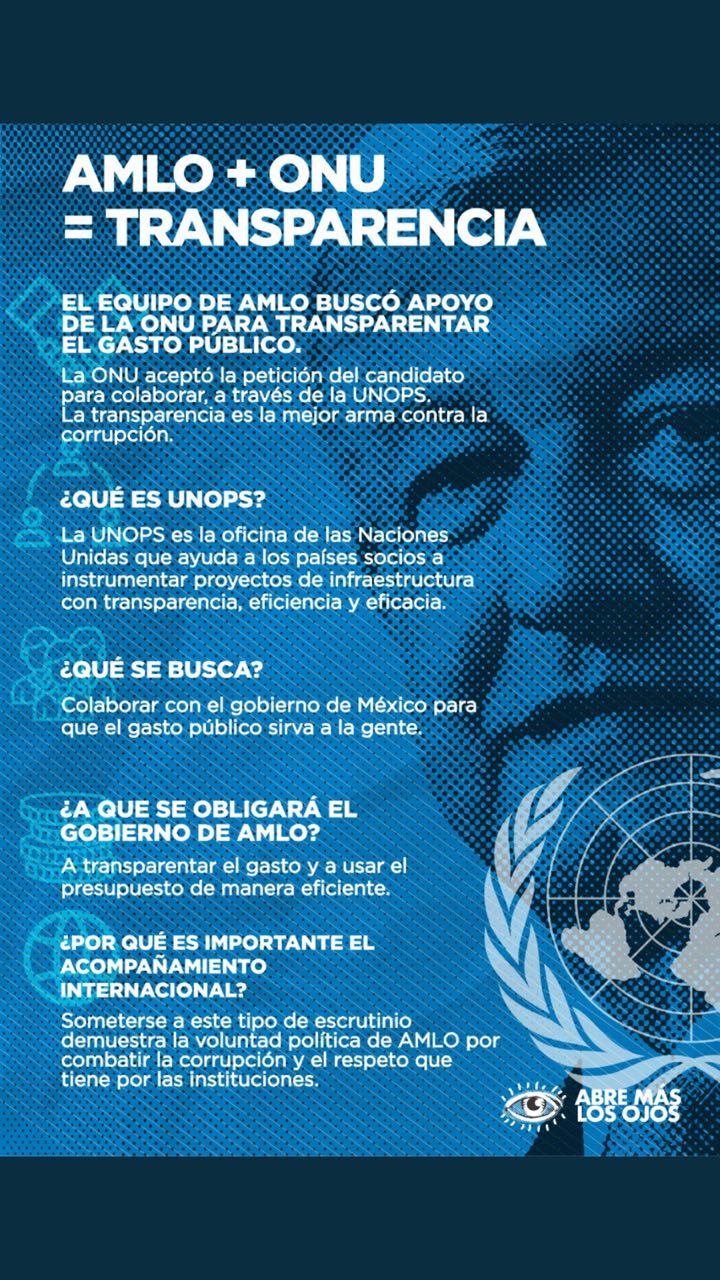 AMLO + ONU
= TRANSPARENCIA
EL EQUIPO DE AMLO BUSCÓ APOYO
DE LA ONU PARA TRANSPARENTAR
EL GASTO PÚBLICO.
La ONU aceptó la petición del candidato
para colaborar, a través de la UNOPS.
La transparencia es la mejor arma contra la
corrupción.
¿QUÉ ES UNOPS?
La UNOPS es la oficina de las Naciones
Unidas que ayuda a los países socios a
instrumentar proyectos de infraestructura
con transparencia, eficiencia y eficacia.
¿QUÉ SE BUSCA?
Colaborar con el gobierno de México para
que el gasto público sirva a la gente.
¿A QUE SE OBLIGARÁ EL
GOBIERNO DE AMLO?
A transparentar el gasto y a usar el
presupuesto de manera eficiente.
¿POR QUÉ ES IMPORTANTE EL
ACOMPAÑAMIENTO
INTERNACIONAL?
Someterse a este tipo de escrutinio
demuestra la voluntad política de AMLO por
combatir la corrupción y el respeto que
tiene por las instituciones.
ABRE MÁS
LOS OJOS